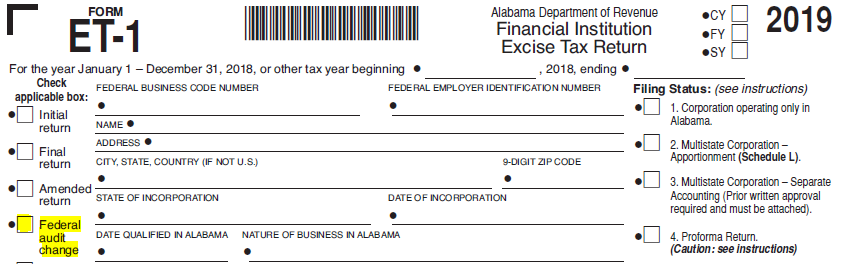 FORM
ET-1
Alabama Department of Revenue
Financial Institution
Excise Tax Return
•CY
•FY
•SY
2019
For the year January 1 – December 31, 2018, or other tax year beginning • , 2018, ending •
Check
applicable box:
• Initial
return
• Final
return
• Amended
return
• Federal
audit
change
FEDERAL BUSINESS CODE NUMBER
•
FEDERAL EMPLOYER IDENTIFICATION NUMBER
•
NAME •
ADDRESS •
CITY, STATE, COUNTRY (IF NOT U.S.)
•
9-DIGIT ZIP CODE
•
STATE OF INCORPORATION
•
DATE OF INCORPORATION
•
DATE QUALIFIED IN ALABAMA
•
NATURE OF BUSINESS IN ALABAMA
•
Filing Status: (see instructions)
• 1. Corporation operating only in
Alabama.
• 2. Multistate Corporation –
Apportionment (Schedule L).
• 3. Multistate Corporation – Separate
Accounting (Prior written approval
required and must be attached).
• 4. Proforma Return.
(Caution: see instructions)